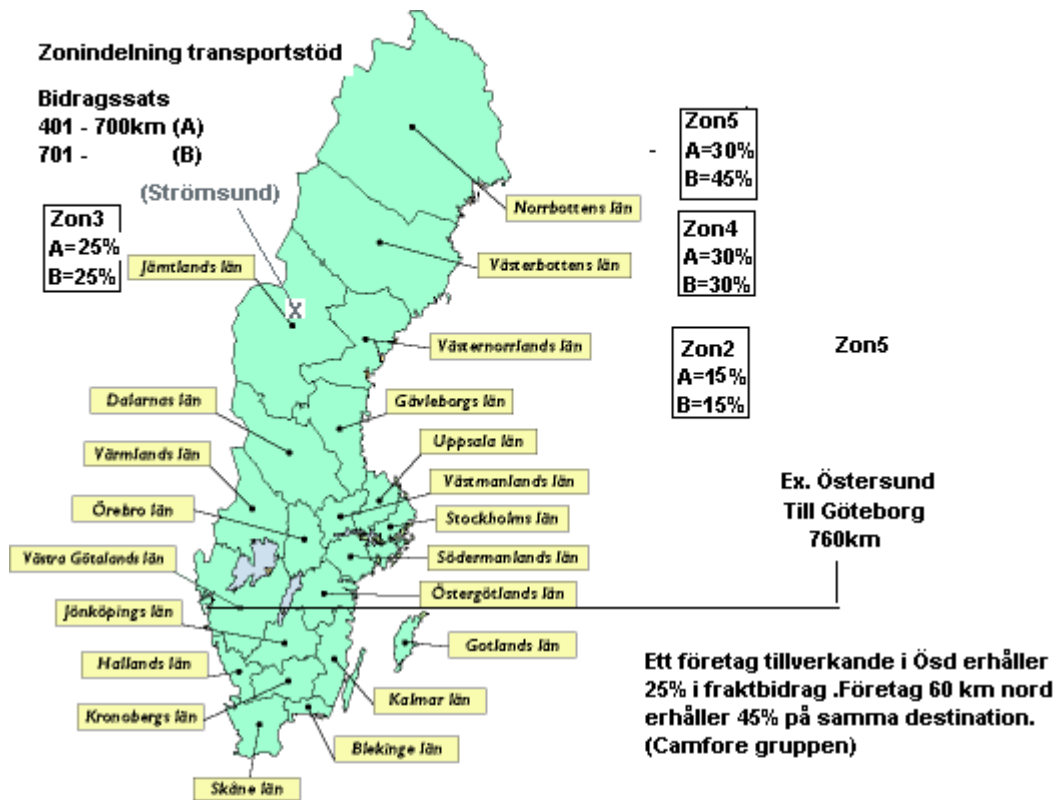 Zonindelning transportstöd
Bidragssats
401 - 700km (A)
701 - (B)
(Strömsund)
Zon3
A=25%
B=25%
Zon5
A=30%
B=45%
Zon4
A=30%
B=30%
Zon2
A=15%
B=15%
Zon5
Norrbottens län
Västerbottens län
Jämtlands län
X
Västernorrlands län
Dalarnas län
Gävleborgs län
Uppsala län
Värmlands län
Västmanlands län
Örebro län
Stockholms län
Västra Götalands län
Södermanlands län
Östergötlands län
Jönköpings län
Gotlands län
Hallands län
Kalmar län
Kronobergs län
Blekinge län
Skåne län
Ex. Östersund
Till Göteborg
760km
Ett företag tillverkande i Ösd erhåller
25% i fraktbidrag .Företag 60 km nord
erhåller 45% på samma destination.
(Camfore gruppen)